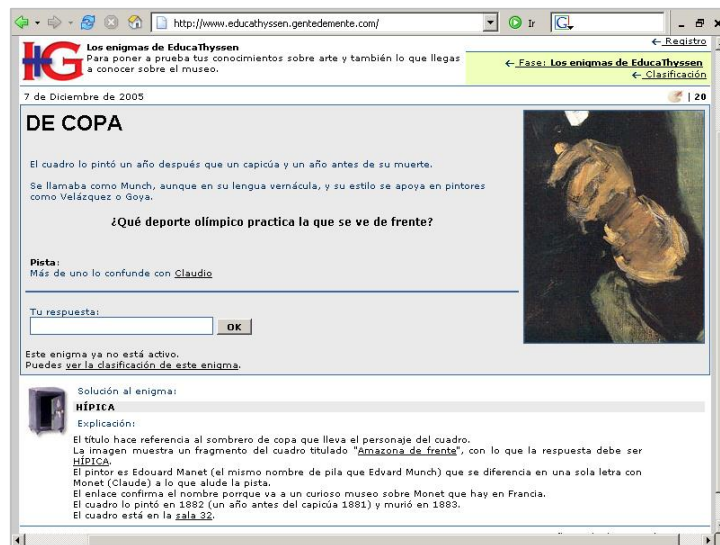 http://www.educathyssen.gentedemente.com/
Ir
G
HG
Los enigmas de EducaThyssen
Para poner a prueba tus conocimientos sobre arte y también lo que llegas
a conocer sobre el museo.
← Registro
← Fase: Los enigmas de EducaThyssen
← Clasificación
7 de Diciembre de 2005
| 20
DE COPA
El cuadro lo pintó un año después que un capicúa y un año antes de su muerte.
Se llamaba como Munch, aunque en su lengua vernácula, y su estilo se apoya en pintores
como Velázquez o Goya.
¿Qué deporte olímpico practica la que se ve de frente?
Pista:
Más de uno lo confunde con Claudio
Tu respuesta:
OK
Este enigma ya no está activo.
Puedes ver la clasificación de este enigma.
Solución al enigma:
HÍPICA
Explicación:
El título hace referencia al sombrero de copa que lleva el personaje del cuadro.
La imagen muestra un fragmento del cuadro titulado "Amazona de frente", con lo que la respuesta debe ser
HÍPICA.
El pintor es Edouard Manet (el mismo nombre de pila que Edvard Munch) que se diferencia en una sola letra con
Monet (Claude) a lo que alude la pista.
El enlace confirma el nombre porrque va a un curioso museo sobre Monet que hay en Francia.
El cuadro lo pintó en 1882 (un año antes del capicúa 1881) y murió en 1883.
El cuadro está en la sala 32.